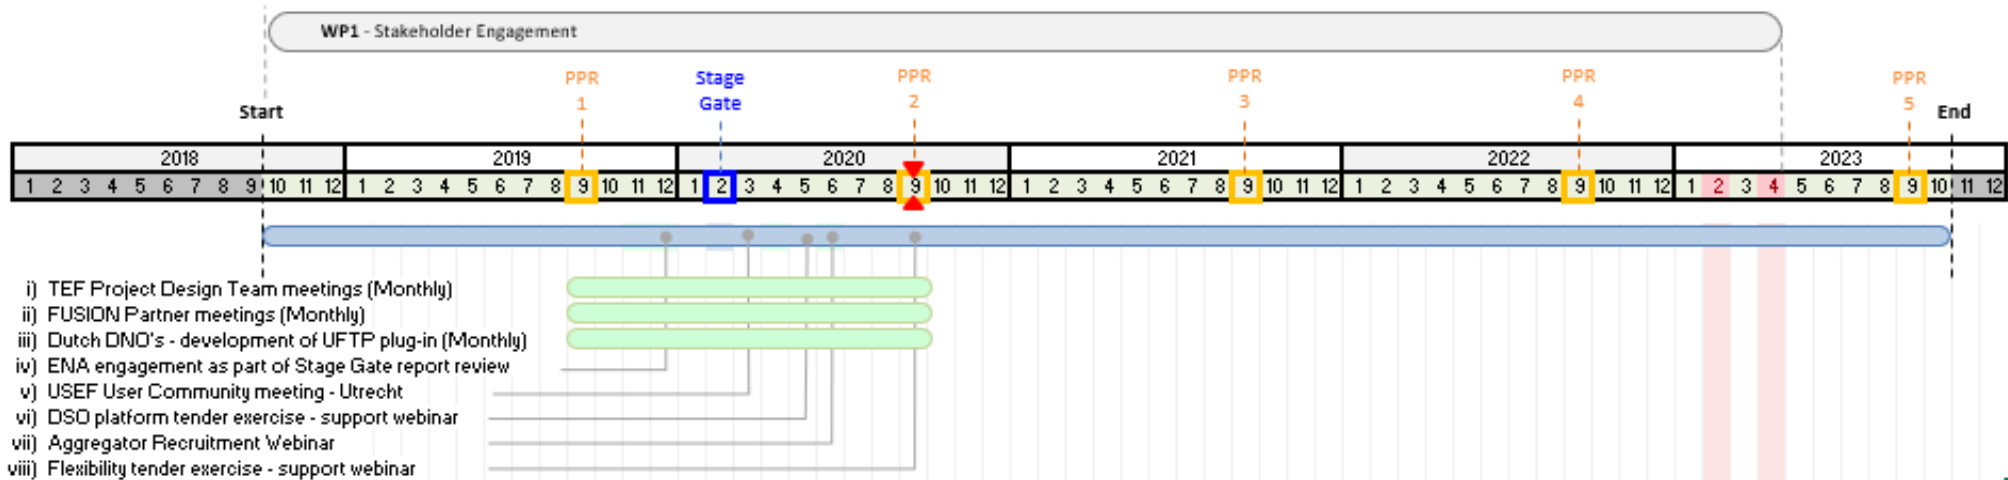 WP1 - Stakeholder Engagement
PPR 1
Stage Gate
PPR 2
PPR 3
PPR 4
PPR 5
Start
End
2018 2019 2020 2021 2022 2023
1 2 3 4 5 6 7 8 9 10 11 12 1 2 3 4 5 6 7 8 9 10 11 12 1 2 3 4 5 6 7 8 9 10 11 12 1 2 3 4 5 6 7 8 9 10 11 12 1 2 3 4 5 6 7 8 9 10 11 12 1 2 3 4 5 6 7 8 9 10 11 12
i) TEF Project Design Team meetings (Monthly)
ii) FUSION Partner meetings (Monthly)
iii) Dutch DNO's - development of UFTP plug-in (Monthly)
iv) ENA engagement as part of Stage Gate report review
v) USEF User Community meeting - Utrecht
vi) DSO platform tender exercise - support webinar
vii) Aggregator Recruitment Webinar
viii) Flexibility tender exercise - support webinar